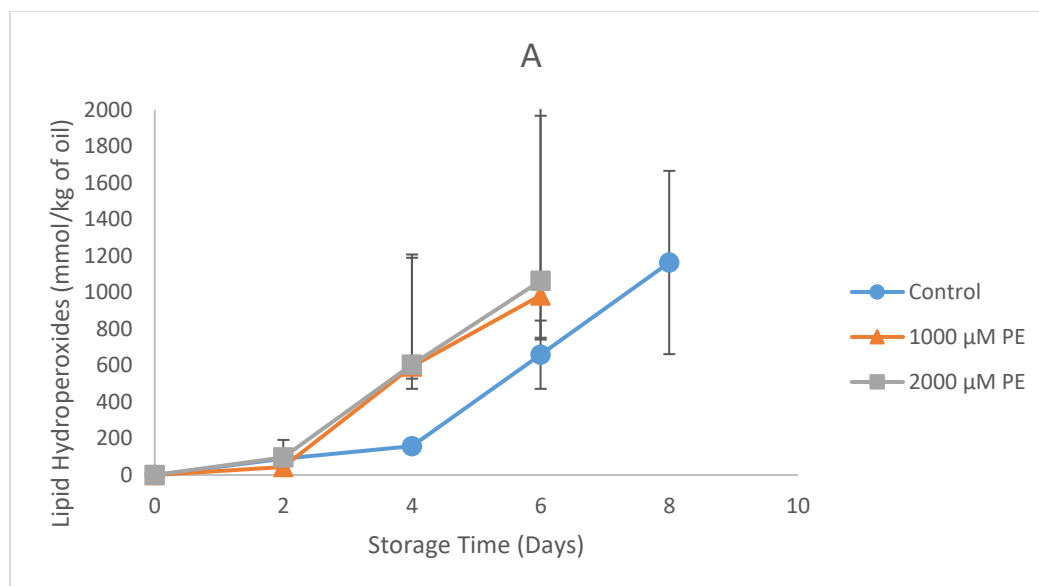 A
Lipid Hydroperoxides (mmol/kg of oil)
2000
1800
1600
1400
1200
1000
800
600
400
200
0
0 2 4 6 8 10
Storage Time (Days)
Control
1000 µM PE
2000 µM PE